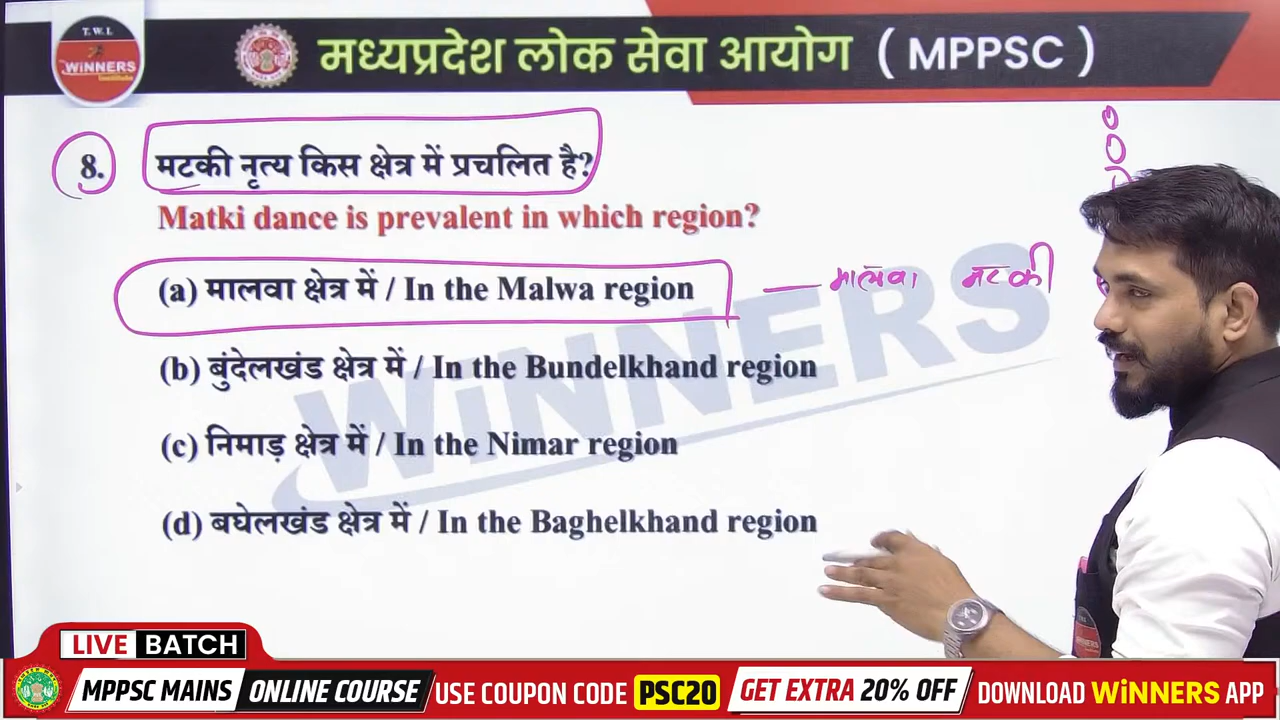 T.W.I.
WiNNERS
Institute
मध्यप्रदेश लोक सेवा आयोग ( MPPSC )
8. मटकी नृत्य किस क्षेत्र में प्रचलित है?
Matki dance is prevalent in which region?
(a) मालवा क्षेत्र में / In the Malwa region — मालवा मटकी
(b) बुंदेलखंड क्षेत्र में / In the Bundelkhand region
(c) निमाड़ क्षेत्र में / In the Nimar region
(d) बघेलखंड क्षेत्र में / In the Baghelkhand region
WiNNERS
LIVE BATCH
MPPSC MAINS ONLINE COURSE USE COUPON CODE PSC20 GET EXTRA 20% OFF DOWNLOAD WiNNERS APP